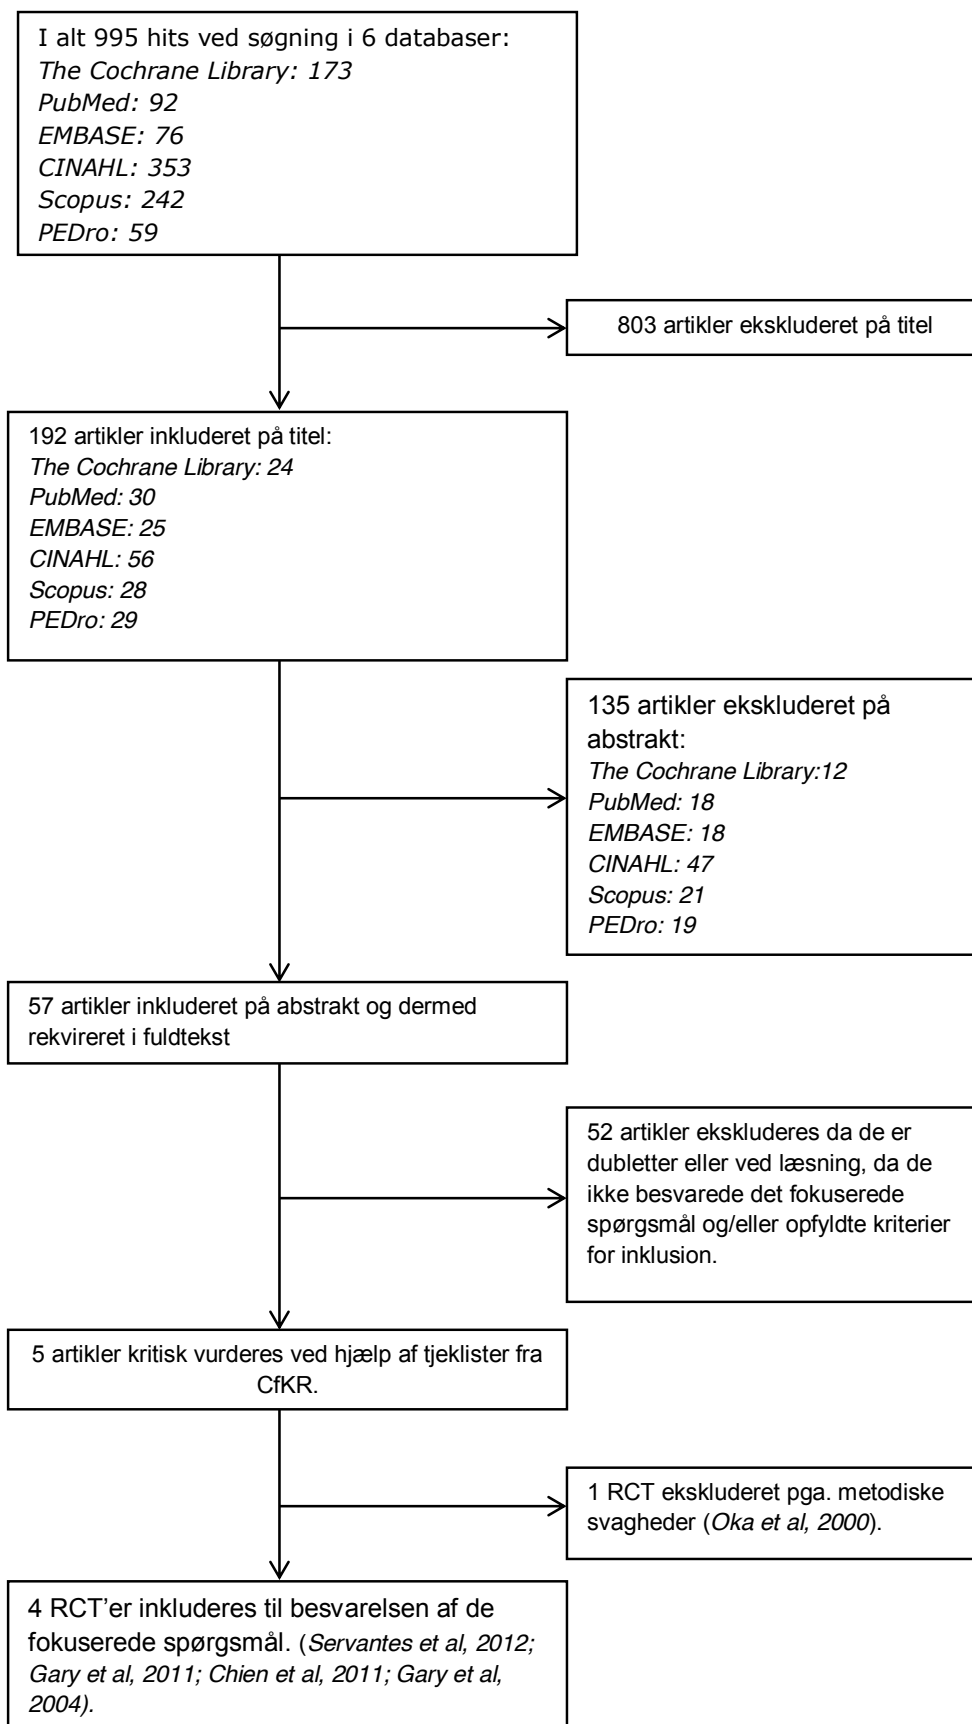 I alt 995 hits ved søgning i 6 databaser:
The Cochrane Library: 173
PubMed: 92
EMBASE: 76
CINAHL: 353
Scopus: 242
PEDro: 59
803 artikler ekskluderet på titel
192 artikler inkluderet på titel:
The Cochrane Library: 24
PubMed: 30
EMBASE: 25
CINAHL: 56
Scopus: 28
PEDro: 29
135 artikler ekskluderet på
abstrakt:
The Cochrane Library:12
PubMed: 18
EMBASE: 18
CINAHL: 47
Scopus: 21
PEDro: 19
57 artikler inkluderet på abstrakt og dermed
rekvireret i fuldtekst
52 artikler ekskluderes da de er
dubletter eller ved læsning, da de
ikke besvarede det fokuserede
spørgsmål og/eller opfyldte kriterier
for inklusion.
5 artikler kritisk vurderes ved hjælp af tjeklister fra
CfKR.
1 RCT ekskluderet pga. metodiske
svagheder (Oka et al, 2000).
4 RCT’er inkluderes til besvarelsen af de
fokuserede spørgsmål. (Servantes et al, 2012;
Gary et al, 2011; Chien et al, 2011; Gary et al,
2004).